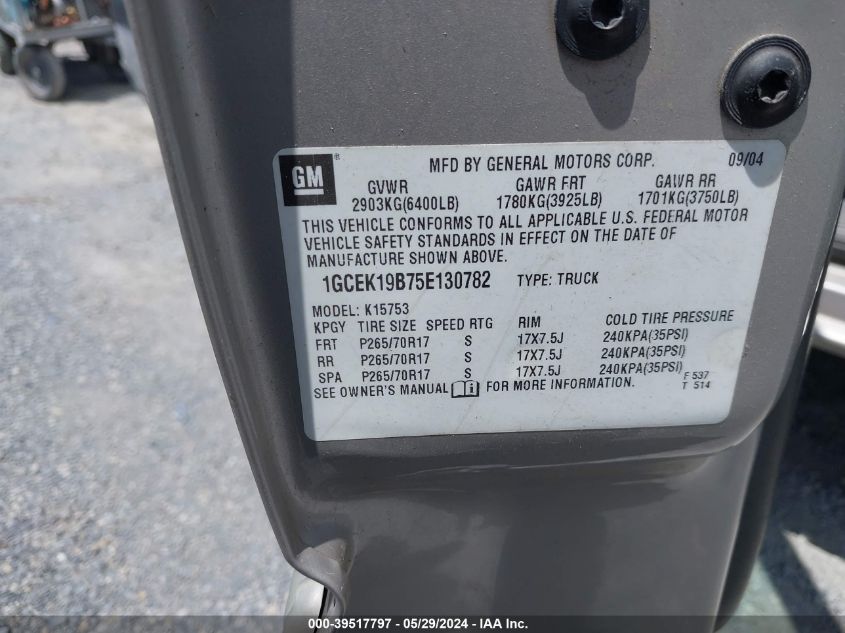 GM ®
MFD BY GENERAL MOTORS CORP. 09/04
GVWR GAWR FRT GAWR RR
2903KG(6400LB) 1780KG(3925LB) 1701KG(3750LB)
THIS VEHICLE CONFORMS TO ALL APPLICABLE U.S. FEDERAL MOTOR
VEHICLE SAFETY STANDARDS IN EFFECT ON THE DATE OF
MANUFACTURE SHOWN ABOVE.
1GCEK19B75E130782 TYPE: TRUCK
MODEL: K15753
KPGY TIRE SIZE SPEED RTG RIM COLD TIRE PRESSURE
FRT P265/70R17 S 17X7.5J 240KPA(35PSI)
RR P265/70R17 S 17X7.5J 240KPA(35PSI)
SPA P265/70R17 S 17X7.5J 240KPA(35PSI)
SEE OWNER'S MANUAL i FOR MORE INFORMATION.
F 537
T 514
000-39517797 - 05/29/2024 - IAA Inc.